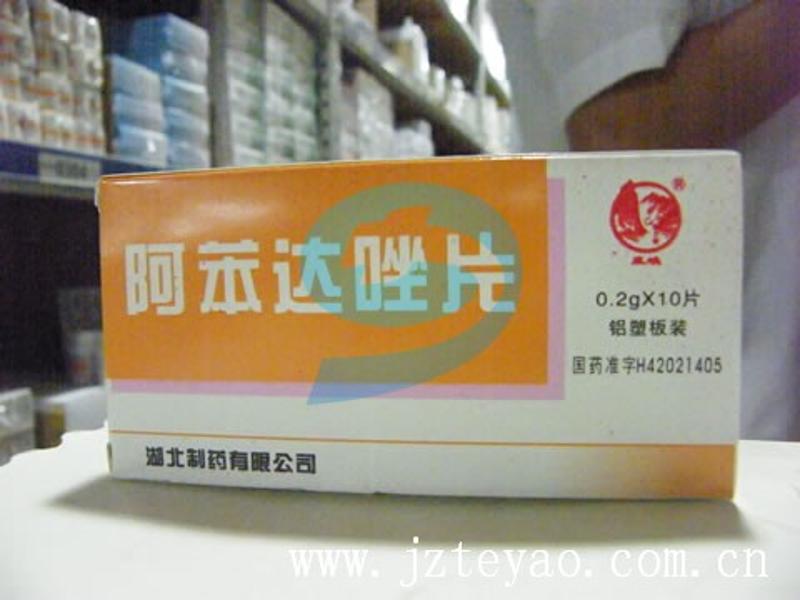 阿苯达唑片
®
0.2gX10片
铝塑板装
国药准字H42021405
湖北制药有限公司
www.jzteyao.com.cn